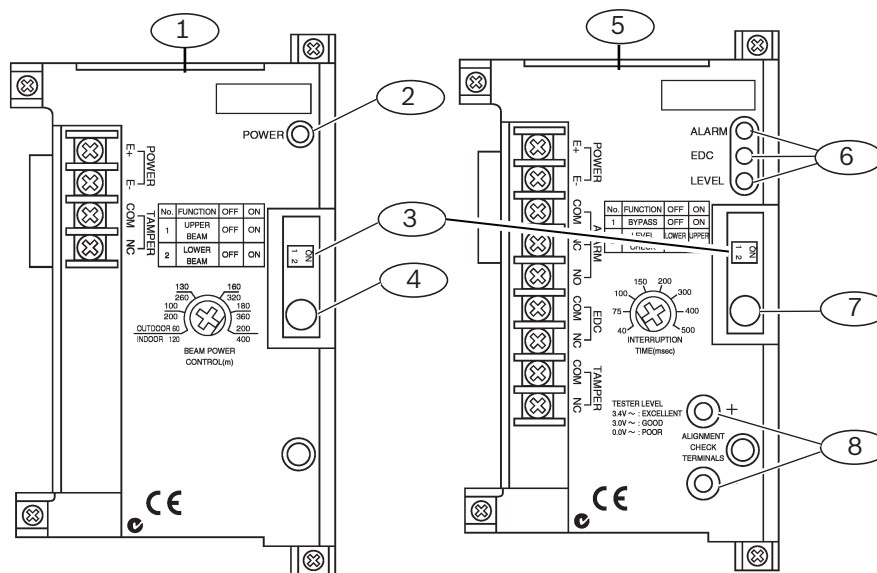 1
2
POWER
E+
E-
POWER
COM
NC
TAMPER
No. FUNCTION OFF ON
1 UPPER BEAM OFF ON
2 LOWER BEAM OFF ON
ON
1 2
3
4
130 160
260 320
100 180
200 360
OUTDOOR 60 200
INDOOR 120 400
BEAM POWER
CONTROL(m)
CE
5
ALARM
EDC
LEVEL
6
E+
E-
POWER
COM
NC
NO
ALARM
COM
NC
EDC
COM
NC
TAMPER
No. FUNCTION OFF ON
1 BYPASS OFF ON
LEVEL CHECK LOWER UPPER
ON
1 2
7
150 200
100 300
75 400
40 500
INTERRUPTION
TIME(msec)
TESTER LEVEL
3.4V ~ : EXCELLENT
3.0V ~ : GOOD
0.0V ~ : POOR
+
ALIGNMENT
CHECK
TERMINALS
8
CE